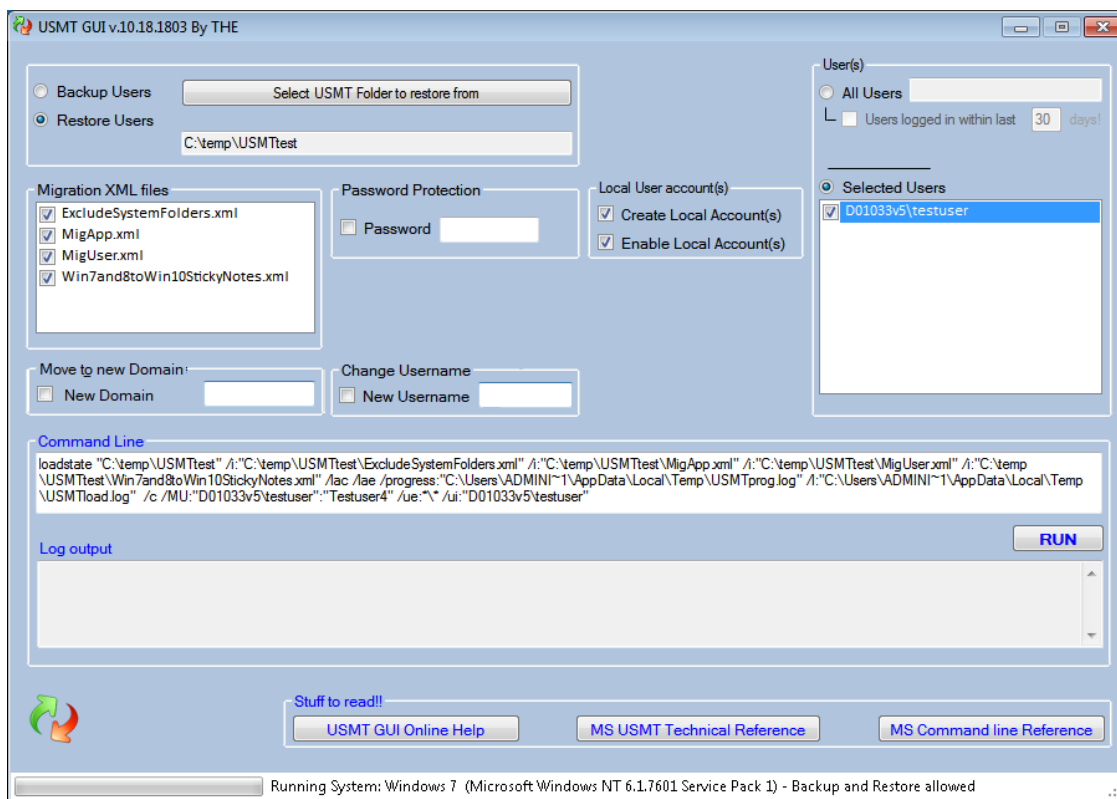 USMT GUI v.10.18.1803 By THE
Backup Users
Select USMT Folder to restore from
Restore Users
C:\temp\USMTtest
User(s)
All Users
Users logged in within last 30 days!
Selected Users
D01033v5\testuser
Migration XML files
ExcludeSystemFolders.xml
MigApp.xml
MigUser.xml
Win7and8toWin10StickyNotes.xml
Password Protection
Password
Local User account(s)
Create Local Account(s)
Enable Local Account(s)
Move to new Domain:
New Domain
Change Username
New Username
Command Line
loadstate "C:\temp\USMTtest" /i:"C:\temp\USMTtest\ExcludeSystemFolders.xml" /i:"C:\temp\USMTtest\MigApp.xml" /i:"C:\temp\USMTtest\MigUser.xml" /i:"C:\temp
\USMTtest\Win7and8toWin10StickyNotes.xml" /lac /lae /progress:"C:\Users\ADMINI~1\AppData\Local\Temp\USMTprog.log" /l:"C:\Users\ADMINI~1\AppData\Local\Temp
\USMTload.log" /c /MU:"D01033v5\testuser":"Testuser4" /ue:*\* /ui:"D01033v5\testuser"
RUN
Log output
Stuff to read!!
USMT GUI Online Help
MS USMT Technical Reference
MS Command line Reference
Running System: Windows 7 (Microsoft Windows NT 6.1.7601 Service Pack 1) - Backup and Restore allowed